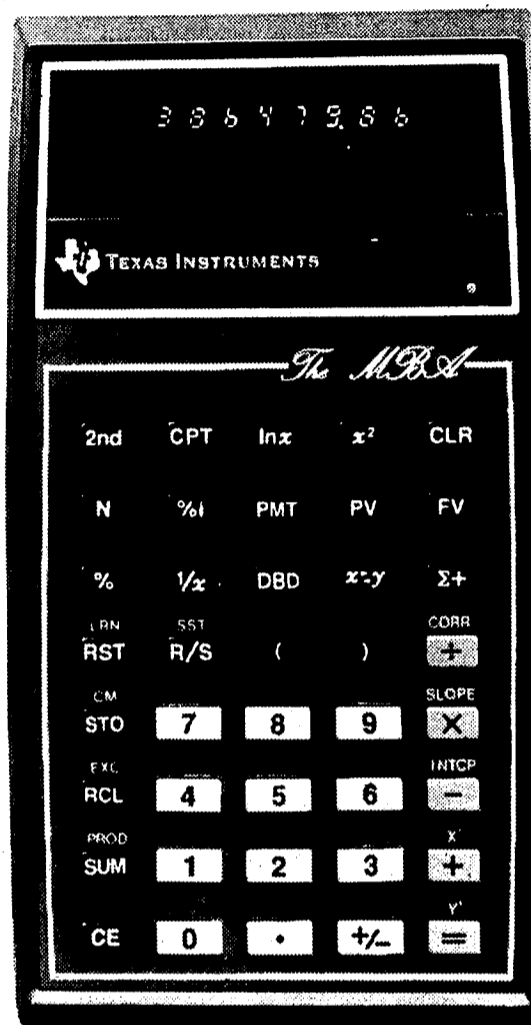 386479.86
TEXAS INSTRUMENTS
The MBA
2nd CPT lnx x² CLR
N %i PMT PV FV
% 1/x DBD x⁠:y Σ+
LRN SST CORR
RST R/S ( ) ÷
CM SLOPE
STO 7 8 9 ×
EXC INTCP
RCL 4 5 6 −
PROD X'
SUM 1 2 3 +
Y'
CE 0 . +/− =